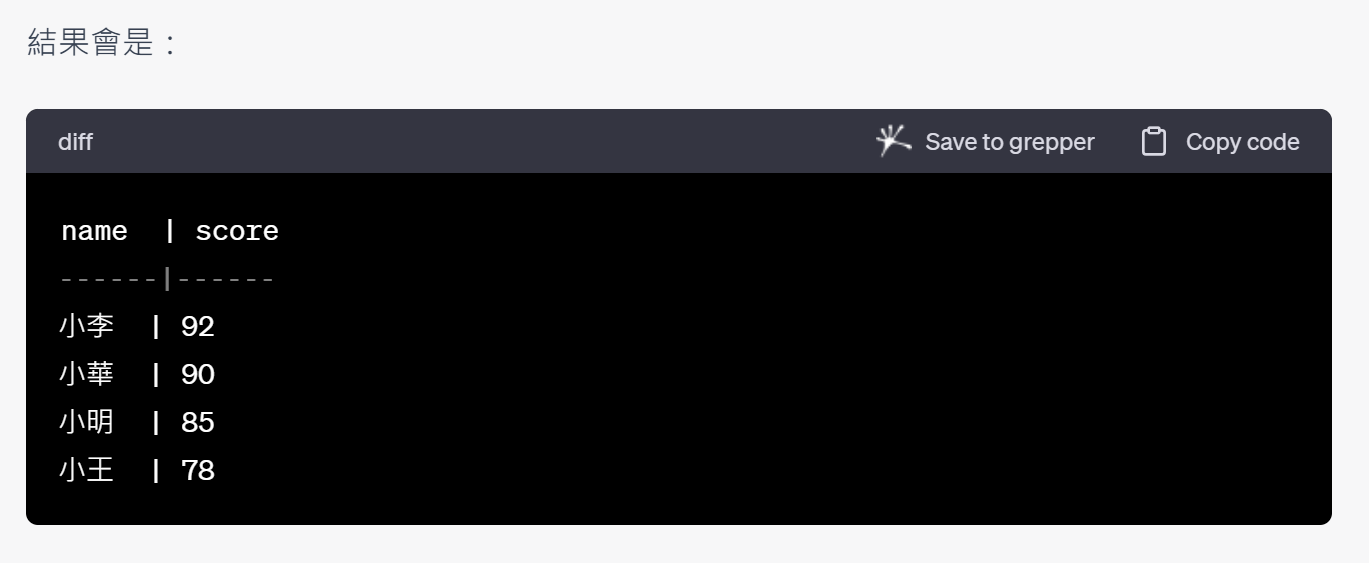 結果會是：
diff Save to grepper Copy code
name | score
------|------
小李 | 92
小華 | 90
小明 | 85
小王 | 78